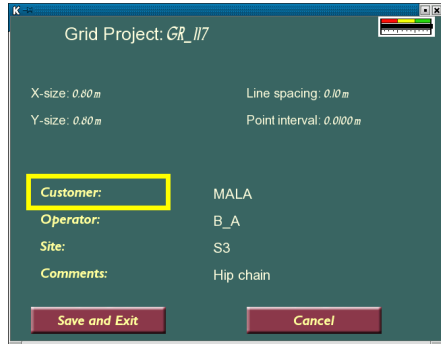 K
Grid Project: GR_117
X-size: 0.80 m
Line spacing: 0.10 m
Y-size: 0.80 m
Point interval: 0.0100 m
Customer:
MALA
Operator:
B_A
Site:
S3
Comments:
Hip chain
Save and Exit
Cancel